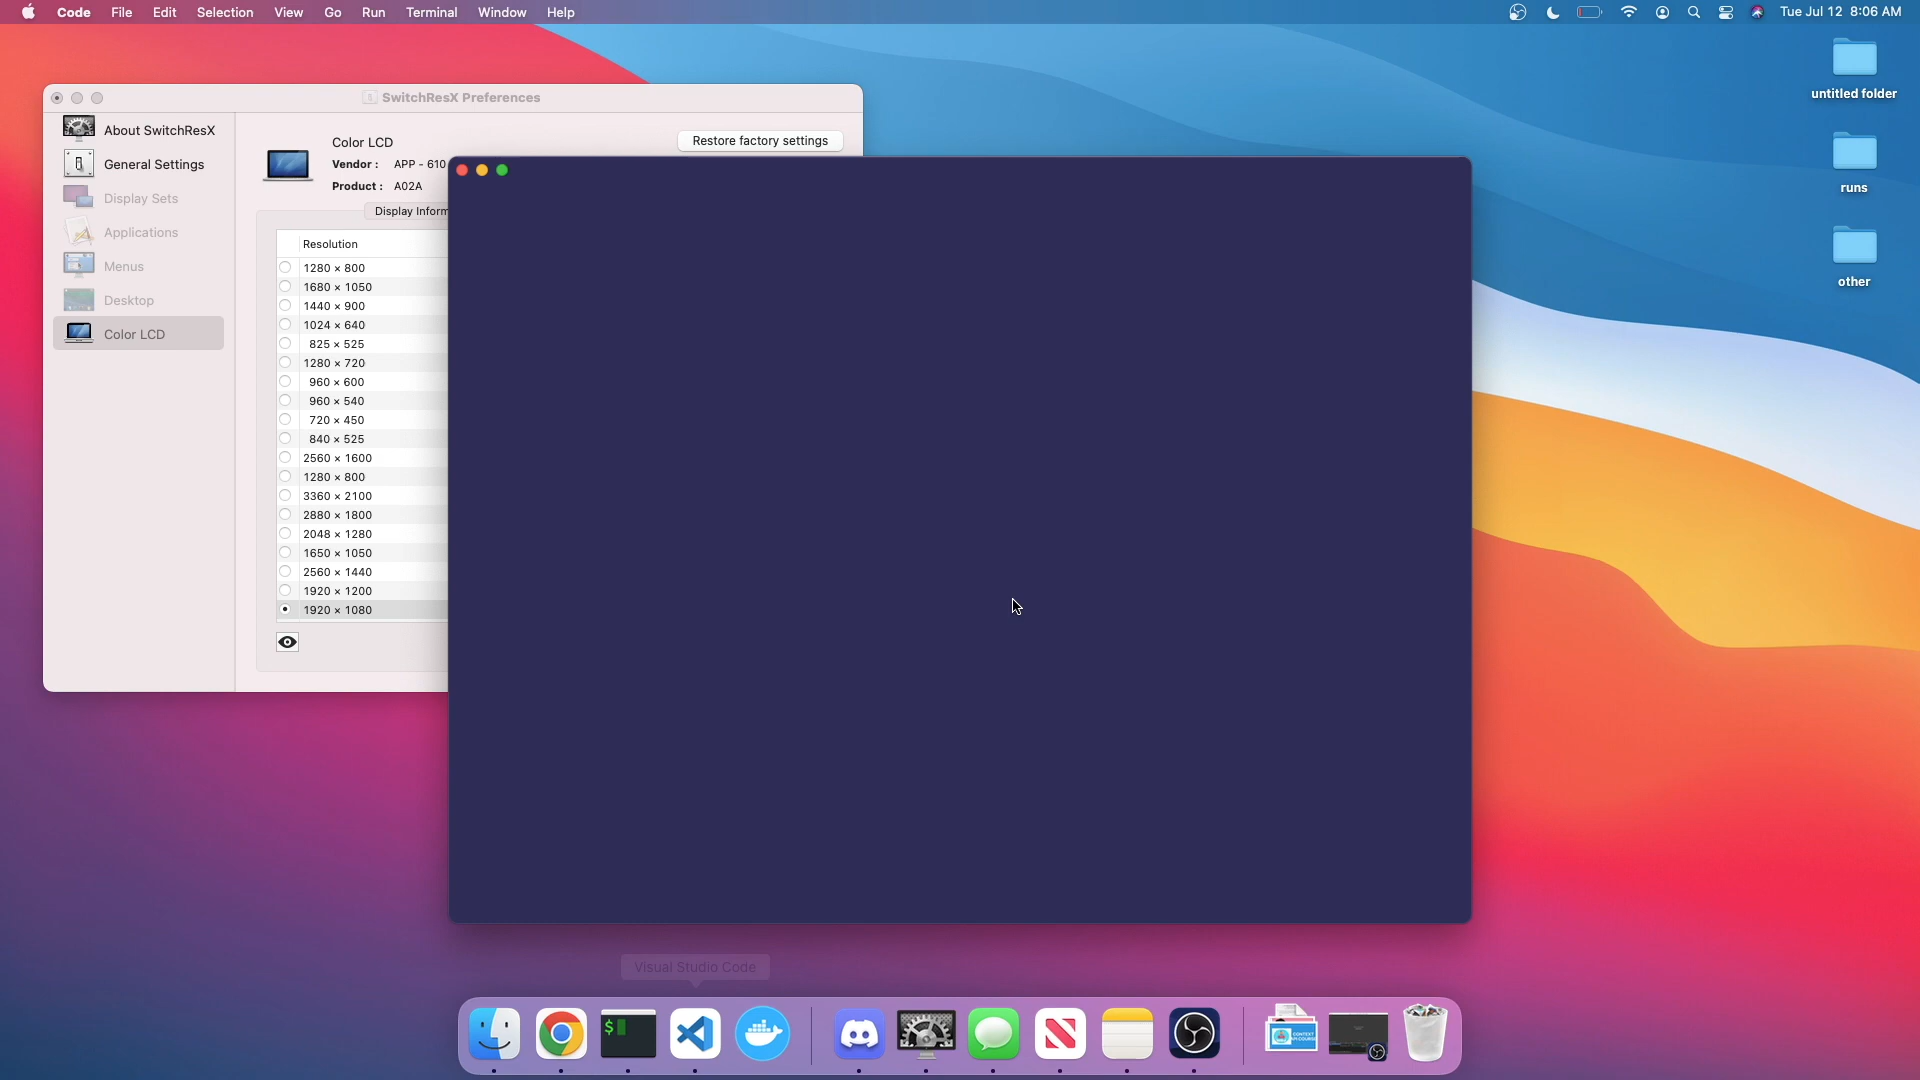 Code File Edit Selection View Go Run Terminal Window Help
Tue Jul 12 8:06 AM
untitled folder
runs
other
SwitchResX Preferences
About SwitchResX
General Settings
Display Sets
Applications
Menus
Desktop
Color LCD
Color LCD
Vendor : APP - 610
Product : A02A
Restore factory settings
Display Inform
Resolution
1280 × 800
1680 × 1050
1440 × 900
1024 × 640
825 × 525
1280 × 720
960 × 600
960 × 540
720 × 450
840 × 525
2560 × 1600
1280 × 800
3360 × 2100
2880 × 1800
2048 × 1280
1650 × 1050
2560 × 1440
1920 × 1200
1920 × 1080
Visual Studio Code
$